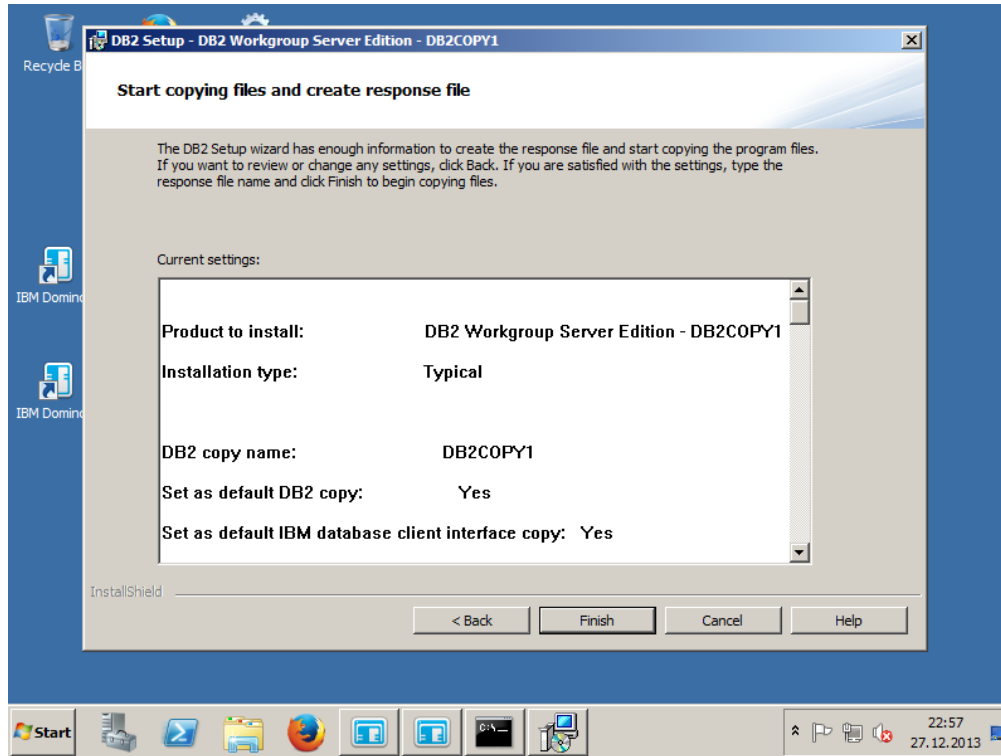 DB2 Setup - DB2 Workgroup Server Edition - DB2COPY1
Recycle B
Start copying files and create response file
The DB2 Setup wizard has enough information to create the response file and start copying the program files.
If you want to review or change any settings, click Back. If you are satisfied with the settings, type the
response file name and click Finish to begin copying files.
Current settings:
IBM Domino
Product to install: DB2 Workgroup Server Edition - DB2COPY1
Installation type: Typical
IBM Domino
DB2 copy name: DB2COPY1
Set as default DB2 copy: Yes
Set as default IBM database client interface copy: Yes
InstallShield
< Back Finish Cancel Help
Start
C:\_
22:57
27.12.2013